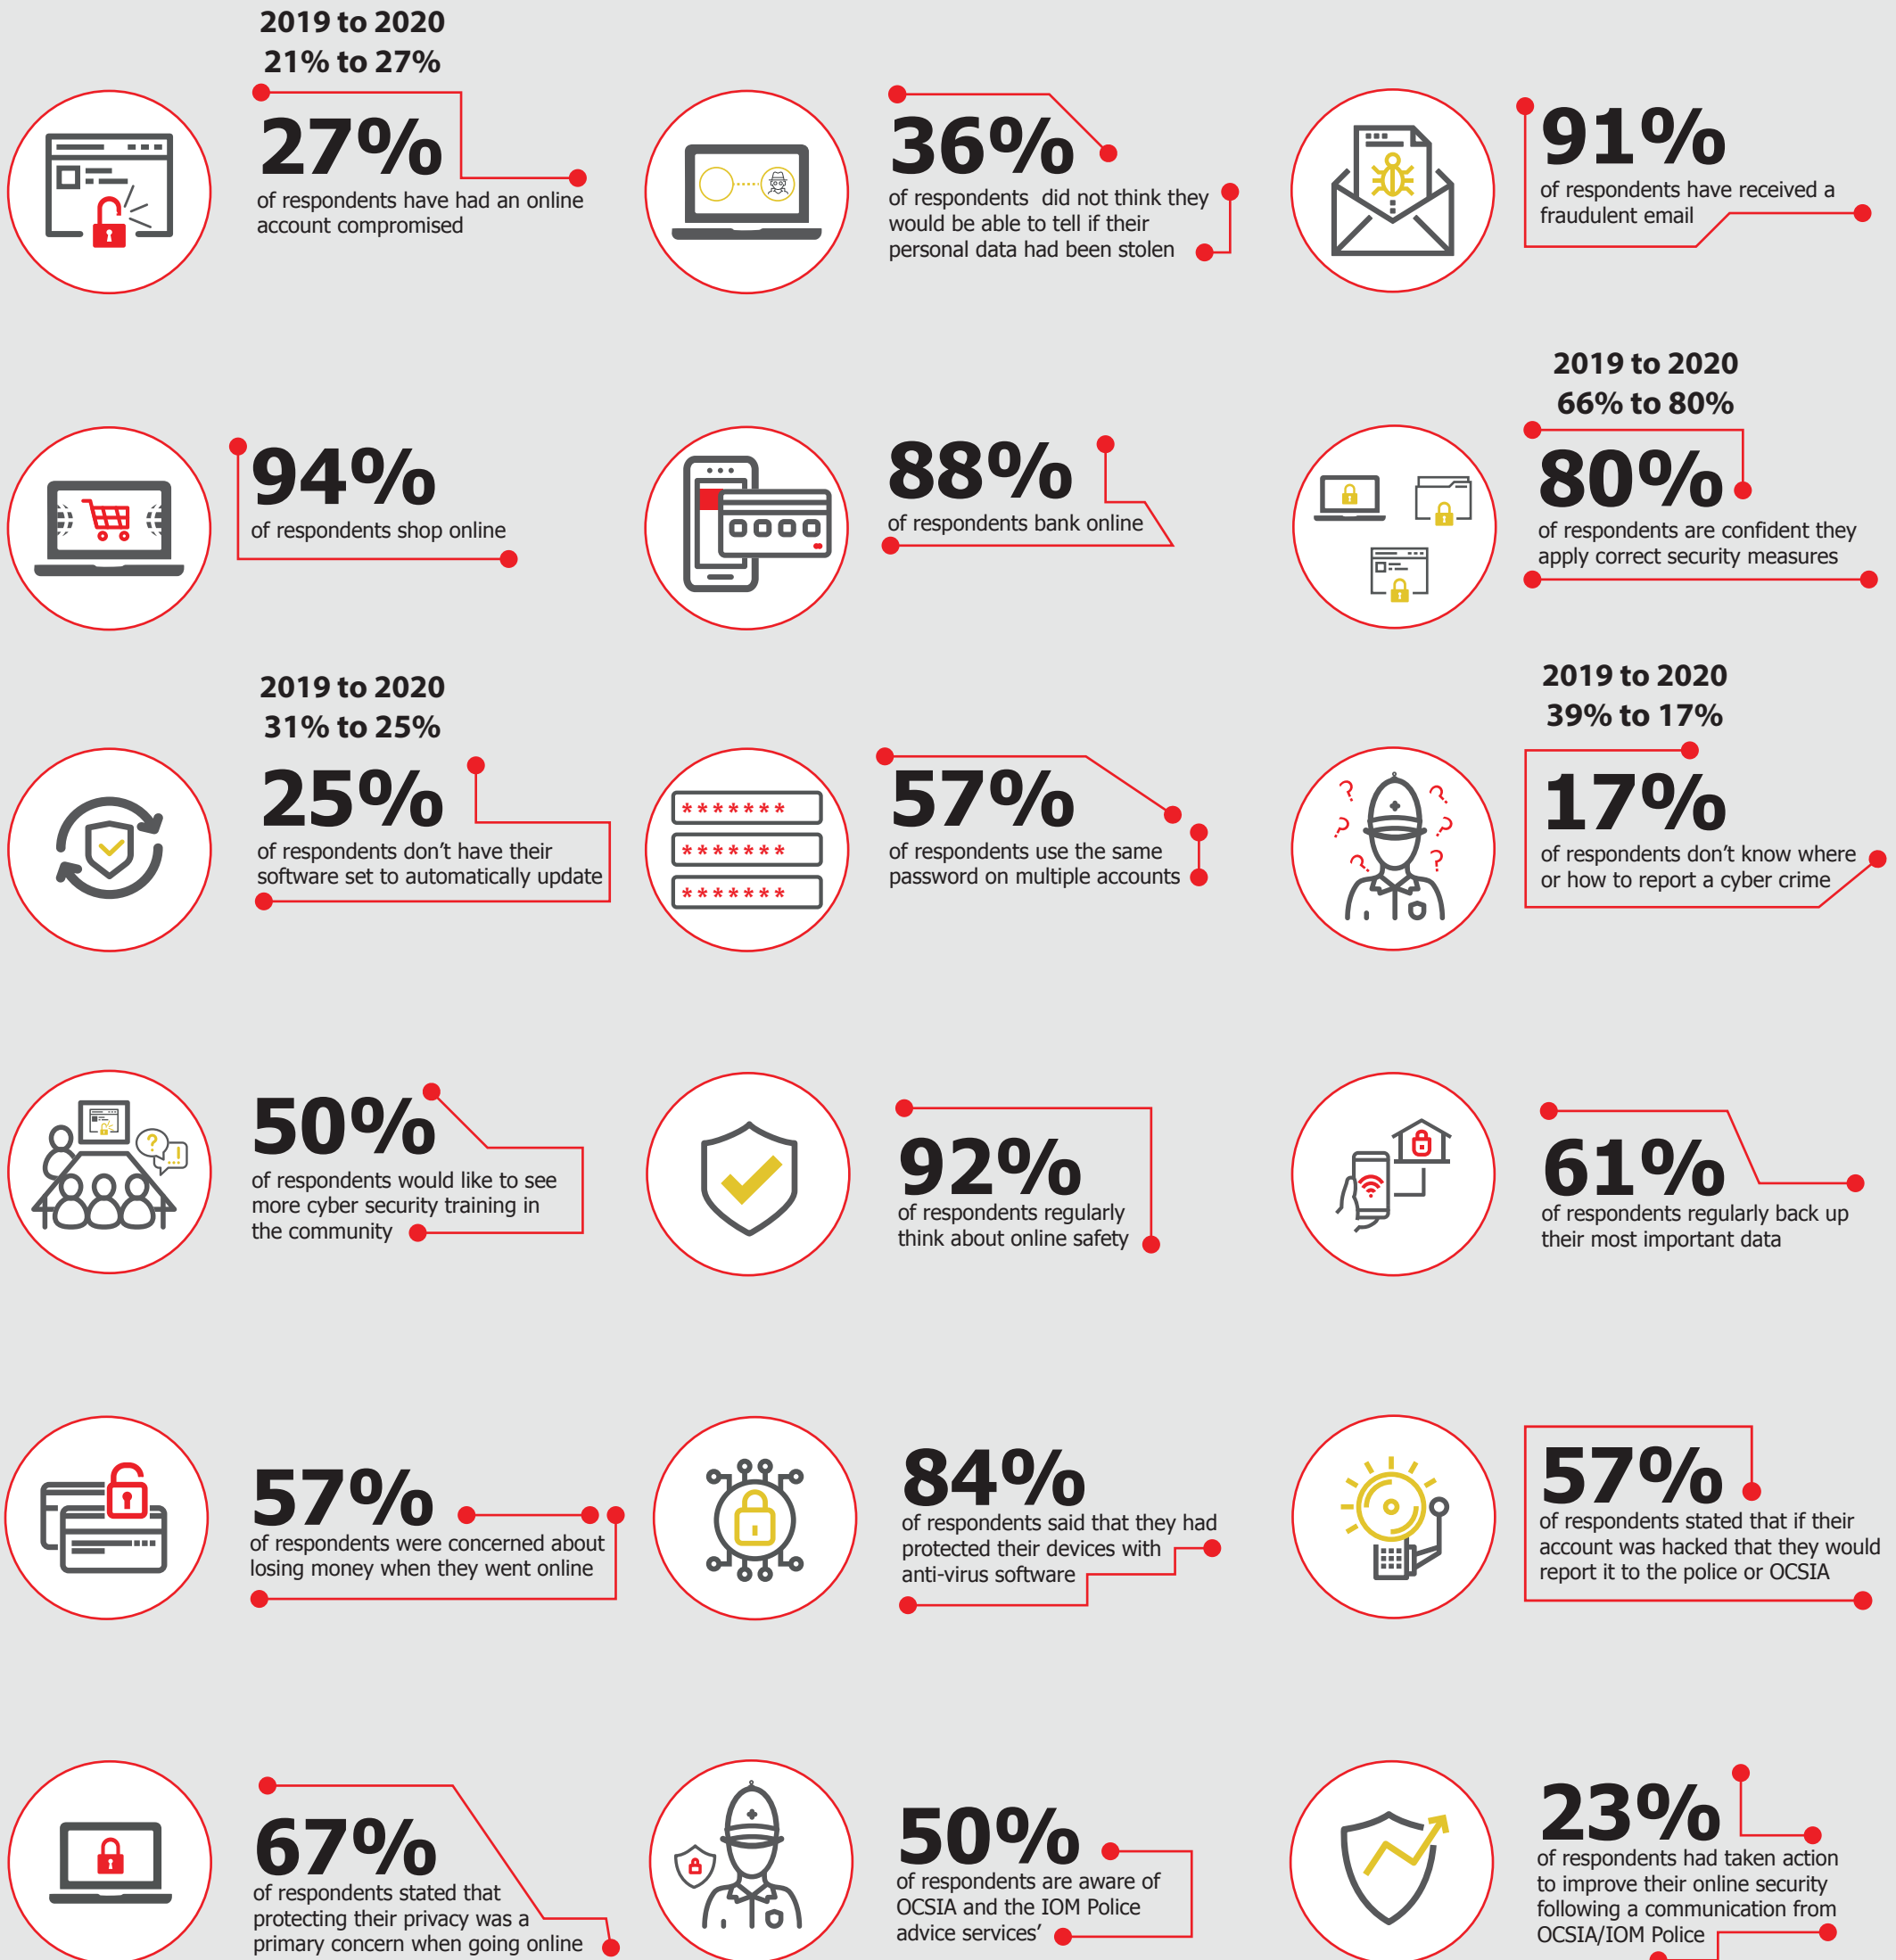 2019 to 2020
21% to 27%
27%
of respondents have had an online
account compromised
36%
of respondents did not think they
would be able to tell if their
personal data had been stolen
91%
of respondents have received a
fraudulent email
94%
of respondents shop online
88%
of respondents bank online
2019 to 2020
66% to 80%
80%
of respondents are confident they
apply correct security measures
2019 to 2020
31% to 25%
25%
of respondents don't have their
software set to automatically update
*******
*******
*******
57%
of respondents use the same
password on multiple accounts
? ? ? ? ? ?
2019 to 2020
39% to 17%
17%
of respondents don't know where
or how to report a cyber crime
? ...!
50%
of respondents would like to see
more cyber security training in
the community
92%
of respondents regularly
think about online safety
61%
of respondents regularly back up
their most important data
57%
of respondents were concerned about
losing money when they went online
84%
of respondents said that they had
protected their devices with
anti-virus software
57%
of respondents stated that if their
account was hacked that they would
report it to the police or OCSIA
67%
of respondents stated that
protecting their privacy was a
primary concern when going online
50%
of respondents are aware of
OCSIA and the IOM Police
advice services'
23%
of respondents had taken action
to improve their online security
following a communication from
OCSIA/IOM Police